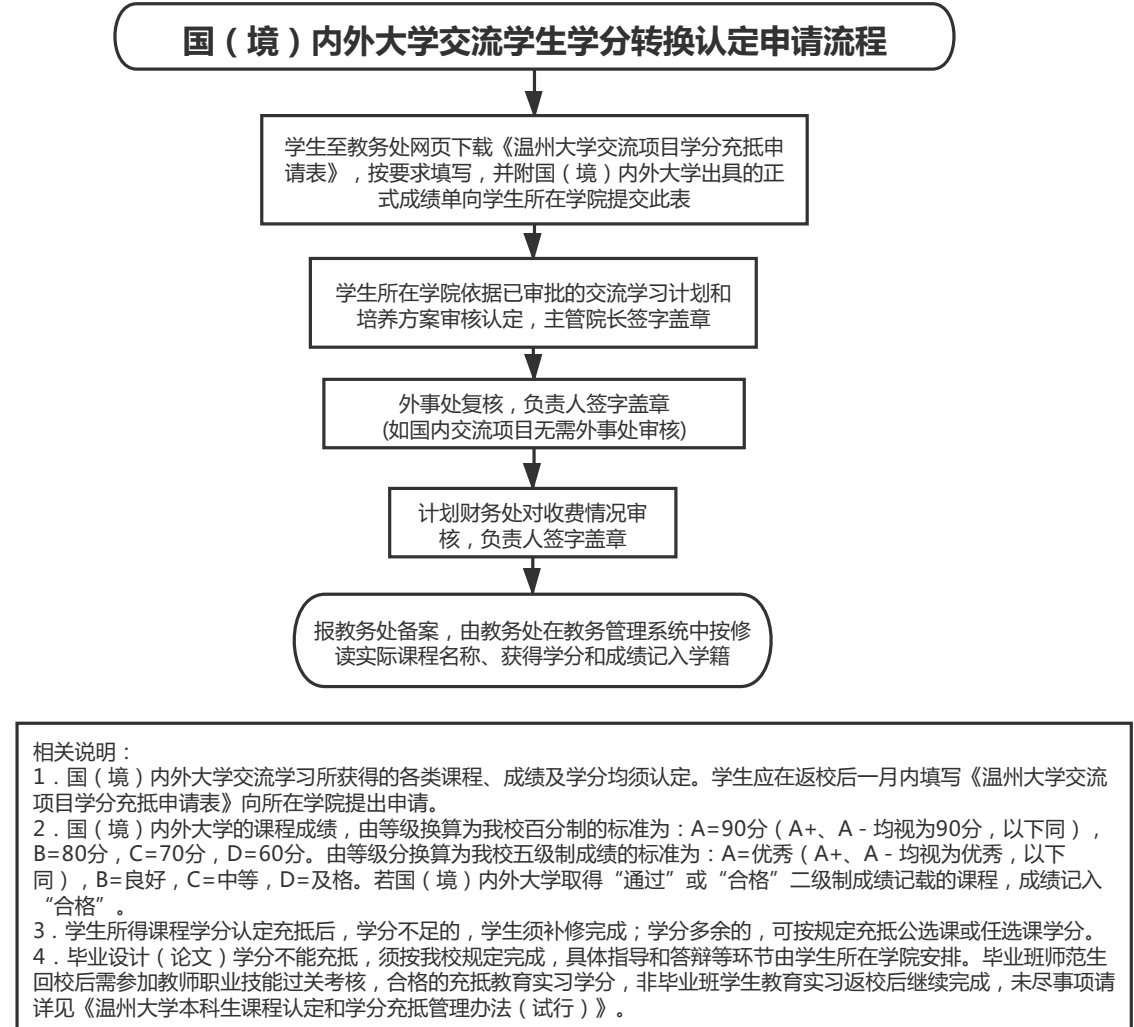 国（境）内外大学交流学生学分转换认定申请流程
学生至教务处网页下载《温州大学交流项目学分充抵申
请表》，按要求填写，并附国（境）内外大学出具的正
式成绩单向学生所在学院提交此表
学生所在学院依据已审批的交流学习计划和
培养方案审核认定，主管院长签字盖章
外事处复核，负责人签字盖章
(如国内交流项目无需外事处审核)
计划财务处对收费情况审
核，负责人签字盖章
报教务处备案，由教务处在教务管理系统中按修
读实际课程名称、获得学分和成绩记入学籍
相关说明：
1．国（境）内外大学交流学习所获得的各类课程、成绩及学分均须认定。学生应在返校后一月内填写《温州大学交流
项目学分充抵申请表》向所在学院提出申请。
2．国（境）内外大学的课程成绩，由等级换算为我校百分制的标准为：A=90分（A+、A－均视为90分，以下同），
B=80分，C=70分，D=60分。由等级分换算为我校五级制成绩的标准为：A=优秀（A+、A－均视为优秀，以下
同），B=良好，C=中等，D=及格。若国（境）内外大学取得“通过”或“合格”二级制成绩记载的课程，成绩记入
“合格”。
3．学生所得课程学分认定充抵后，学分不足的，学生须补修完成；学分多余的，可按规定充抵公选课或任选课学分。
4．毕业设计（论文）学分不能充抵，须按我校规定完成，具体指导和答辩等环节由学生所在学院安排。毕业班师范生
回校后需参加教师职业技能过关考核，合格的充抵教育实习学分，非毕业班学生教育实习返校后继续完成，未尽事项请
详见《温州大学本科生课程认定和学分充抵管理办法（试行）》。